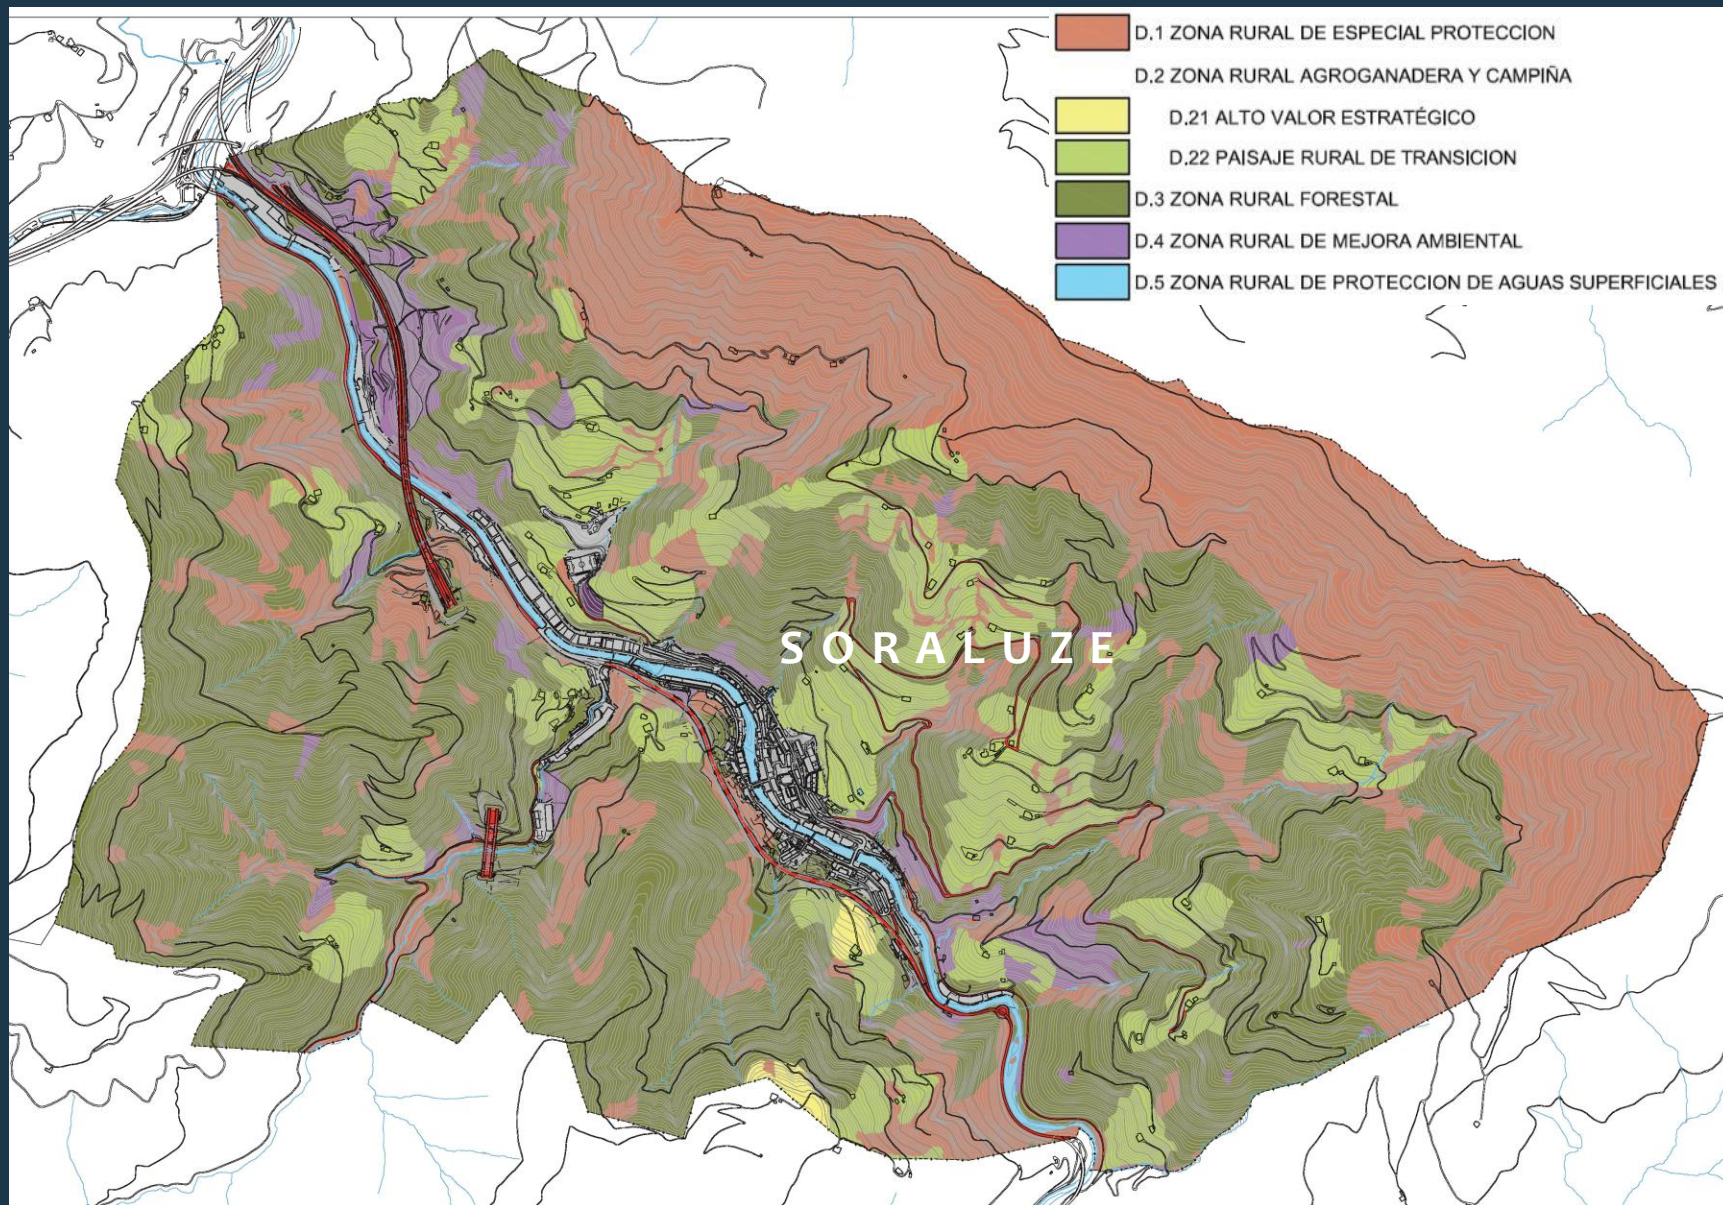 D.1 ZONA RURAL DE ESPECIAL PROTECCION
D.2 ZONA RURAL AGROGANADERA Y CAMPIÑA
D.21 ALTO VALOR ESTRATÉGICO
D.22 PAISAJE RURAL DE TRANSICION
D.3 ZONA RURAL FORESTAL
D.4 ZONA RURAL DE MEJORA AMBIENTAL
D.5 ZONA RURAL DE PROTECCION DE AGUAS SUPERFICIALES
SORALUZE